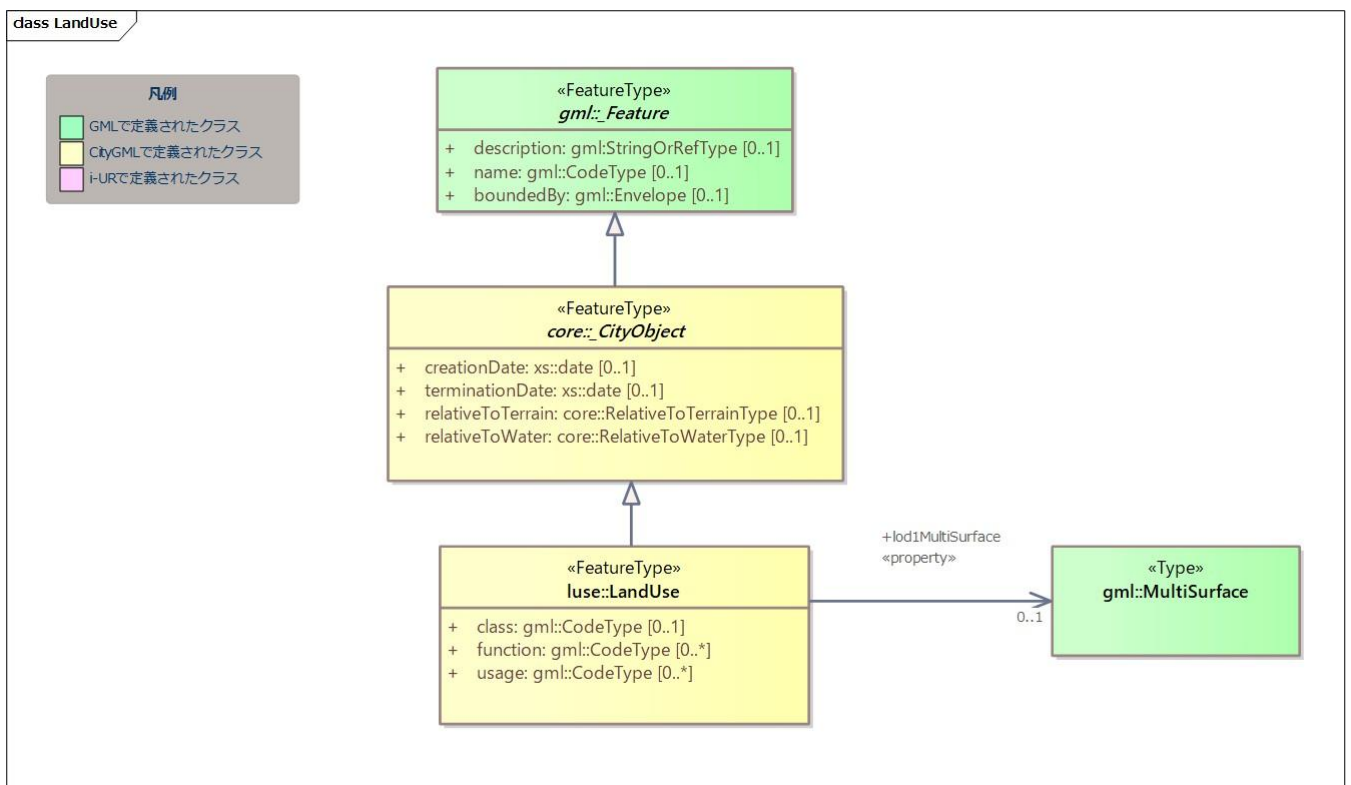 class LandUse
凡例
GMLで定義されたクラス
CityGMLで定義されたクラス
i-URで定義されたクラス
«FeatureType»
gml::_Feature
+ description: gml:StringOrRefType [0..1]
+ name: gml::CodeType [0..1]
+ boundedBy: gml::Envelope [0..1]
«FeatureType»
core::_CityObject
+ creationDate: xs::date [0..1]
+ terminationDate: xs::date [0..1]
+ relativeToTerrain: core::RelativeToTerrainType [0..1]
+ relativeToWater: core::RelativeToWaterType [0..1]
«FeatureType»
luse::LandUse
+ class: gml::CodeType [0..1]
+ function: gml::CodeType [0..*]
+ usage: gml::CodeType [0..*]
+lod1MultiSurface
«property»
0..1
«Type»
gml::MultiSurface